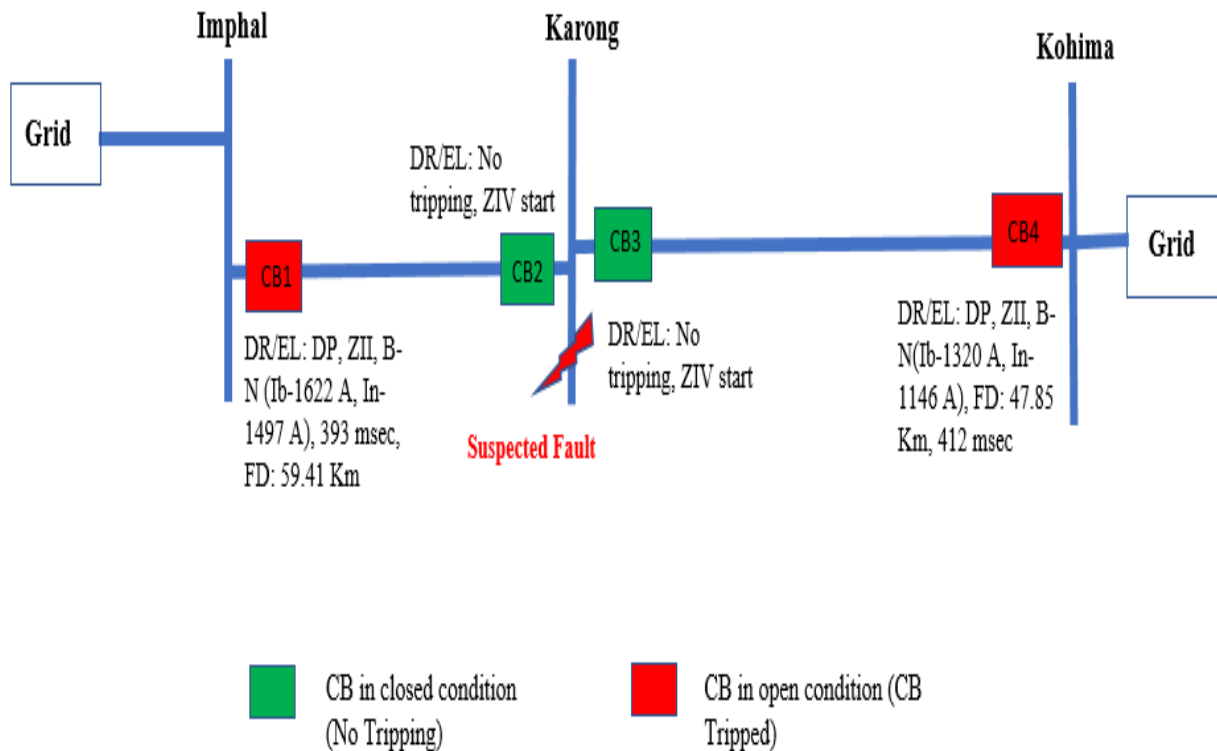 Imphal
Karong
Kohima
Grid
DR/EL: No
tripping, ZIV start
CB1
CB2
CB3
CB4
Grid
DR/EL: DP, ZII, B-
N (Ib-1622 A, In-
1497 A), 393 msec,
FD: 59.41 Km
DR/EL: No
tripping, ZIV start
Suspected Fault
DR/EL: DP, ZII, B-
N(Ib-1320 A, In-
1146 A), FD: 47.85
Km, 412 msec
CB in closed condition
(No Tripping)
CB in open condition (CB
Tripped)